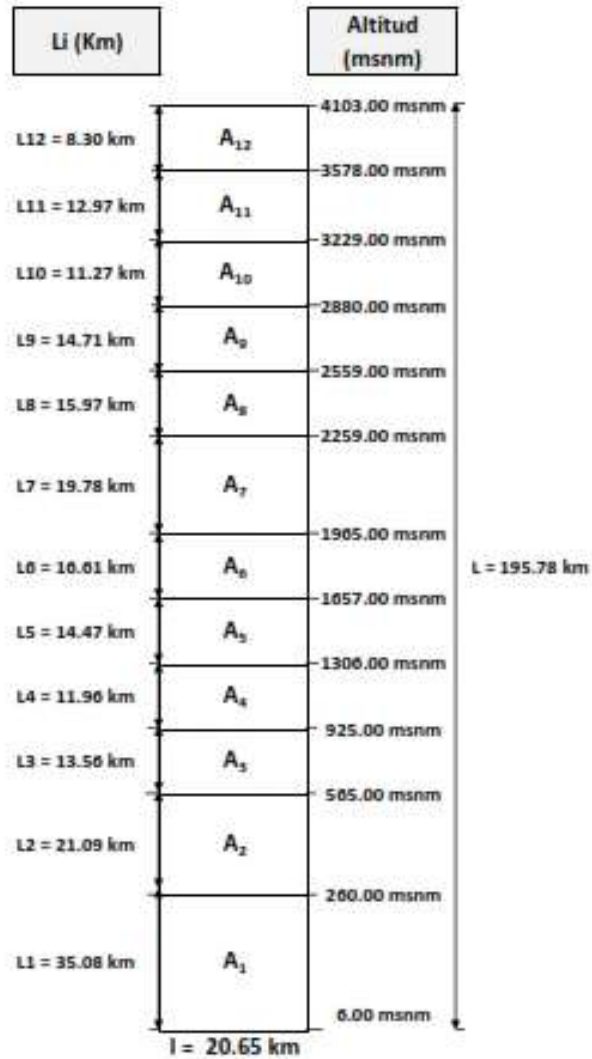 Li (Km)
Altitud
(msnm)
4103.00 msnm
L12 = 8.30 km
A12
3578.00 msnm
L11 = 12.97 km
A11
3229.00 msnm
L10 = 11.27 km
A10
2880.00 msnm
L9 = 14.71 km
A9
2559.00 msnm
L8 = 15.97 km
A8
2259.00 msnm
L7 = 19.78 km
A7
1965.00 msnm
L6 = 16.61 km
A6
L = 195.78 km
1657.00 msnm
L5 = 14.47 km
A5
1306.00 msnm
L4 = 11.96 km
A4
925.00 msnm
L3 = 13.56 km
A3
565.00 msnm
L2 = 21.09 km
A2
260.00 msnm
L1 = 35.08 km
A1
6.00 msnm
l = 20.65 km